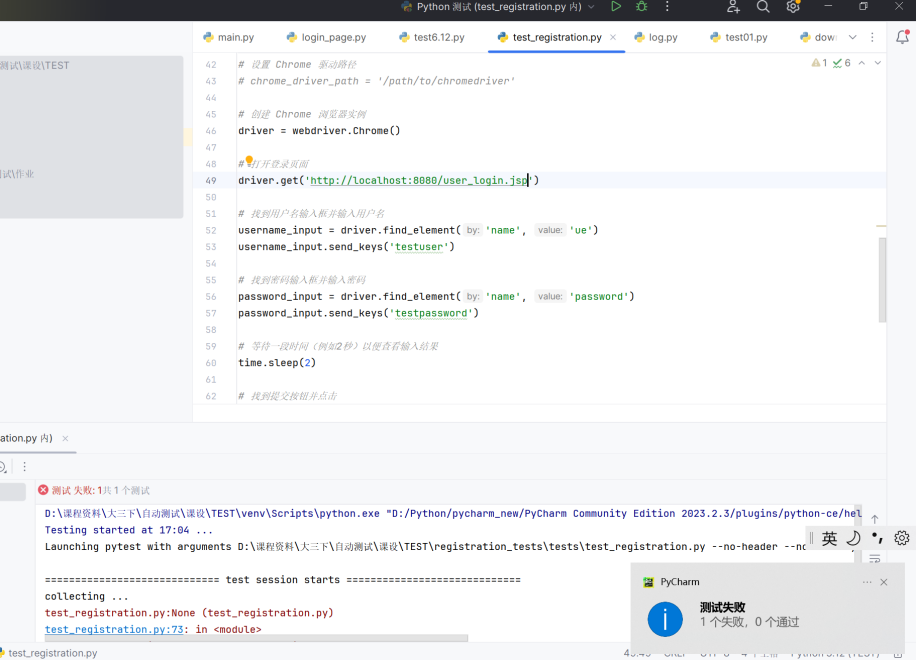 Python 测试 (test_registration.py 内)
main.py login_page.py test6.12.py test_registration.py log.py test01.py dow
测试\课设\TEST
试\作业
1 6
42 # 设置 Chrome 驱动路径
43 # chrome_driver_path = '/path/to/chromedriver'
44
45 # 创建 Chrome 浏览器实例
46 driver = webdriver.Chrome()
47
48 # 打开登录页面
49 driver.get('http://localhost:8080/user_login.jsp')
50
51 # 找到用户名输入框并输入用户名
52 username_input = driver.find_element( by: 'name', value: 'ue')
53 username_input.send_keys('testuser')
54
55 # 找到密码输入框并输入密码
56 password_input = driver.find_element( by: 'name', value: 'password')
57 password_input.send_keys('testpassword')
58
59 # 等待一段时间（例如2秒）以便查看输入结果
60 time.sleep(2)
61
62 # 找到提交按钮并点击
ation.py 内)
测试 失败: 1共 1 个测试
D:\课程资料\大三下\自动测试\课设\TEST\venv\Scripts\python.exe "D:/Python/pycharm_new/PyCharm Community Edition 2023.2.3/plugins/python-ce/hel
Testing started at 17:04 ...
Launching pytest with arguments D:\课程资料\大三下\自动测试\课设\TEST\registration_tests\tests\test_registration.py --no-header --no
英
============================= test session starts =============================
collecting ...
test_registration.py:None (test_registration.py)
test_registration.py:73: in <module>
PyCharm
测试失败
1 个失败，0 个通过
test_registration.py